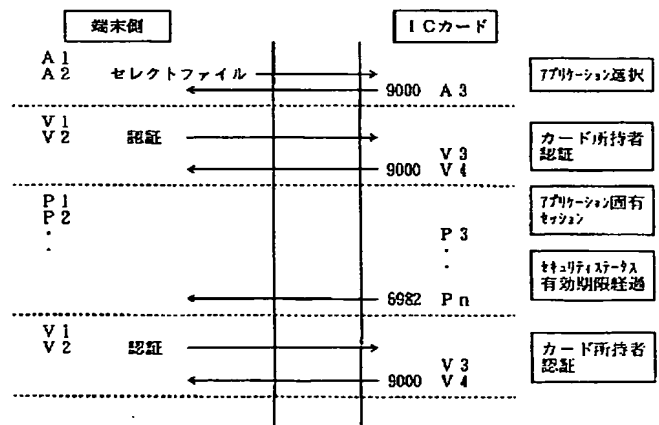 端末側
ICカード
A1
A2 セレクトファイル
9000 A3
アプリケーション選択
V1
V2 認証
V3
9000 V4
カード所持者
認証
P1
P2
・
・
P3
・
・
6982 Pn
アプリケーション固有
セッション
セキュリティステータス
有効期限経過
V1
V2 認証
V3
9000 V4
カード所持者
認証